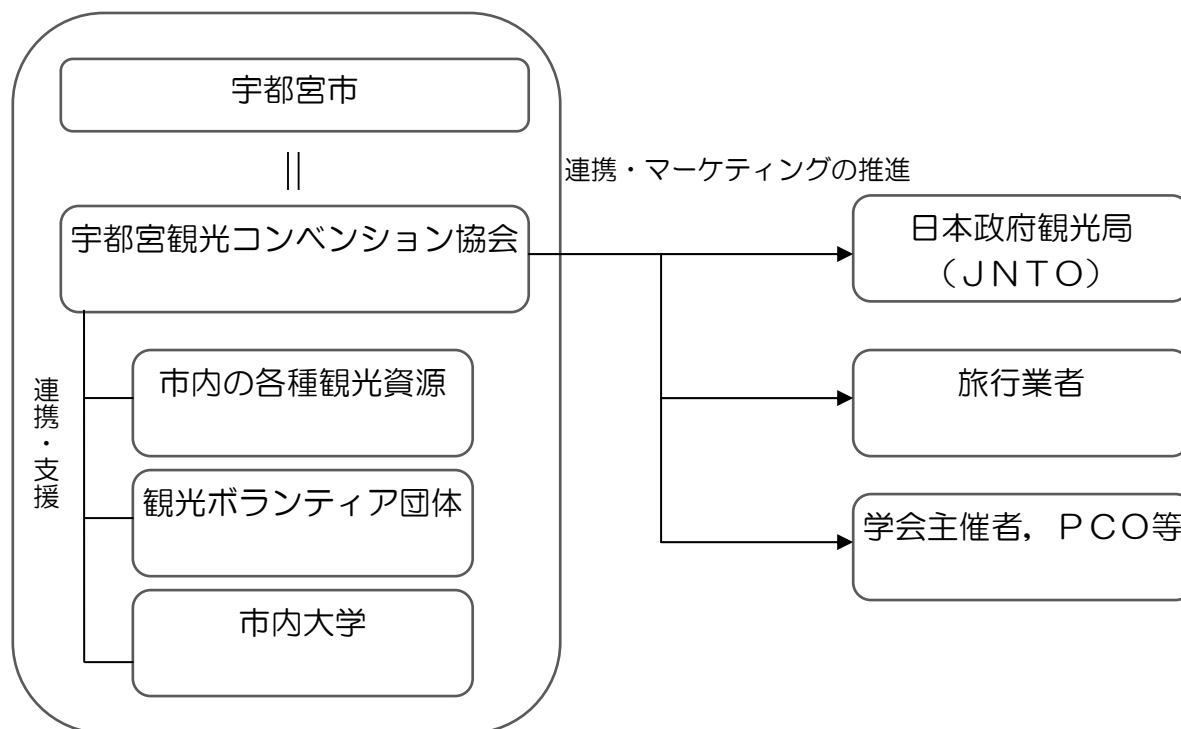 宇都宮市
||
宇都宮観光コンベンション協会
連携・支援
市内の各種観光資源
観光ボランティア団体
市内大学
連携・マーケティングの推進
日本政府観光局
（ＪＮＴＯ）
旅行業者
学会主催者，ＰＣＯ等